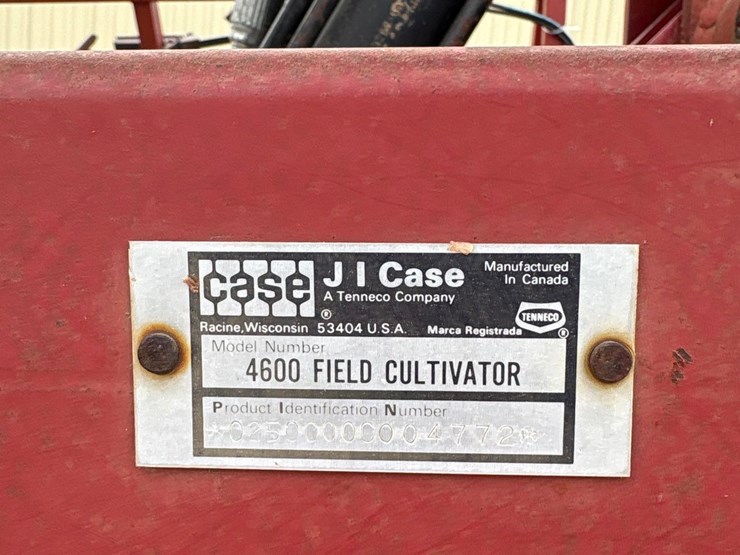 case
J I Case
A Tenneco Company
®
Manufactured
In Canada
TENNECO
®
Racine, Wisconsin 53404 U.S.A. Marca Registrada
Model Number
4600 FIELD CULTIVATOR
Product Identification Number